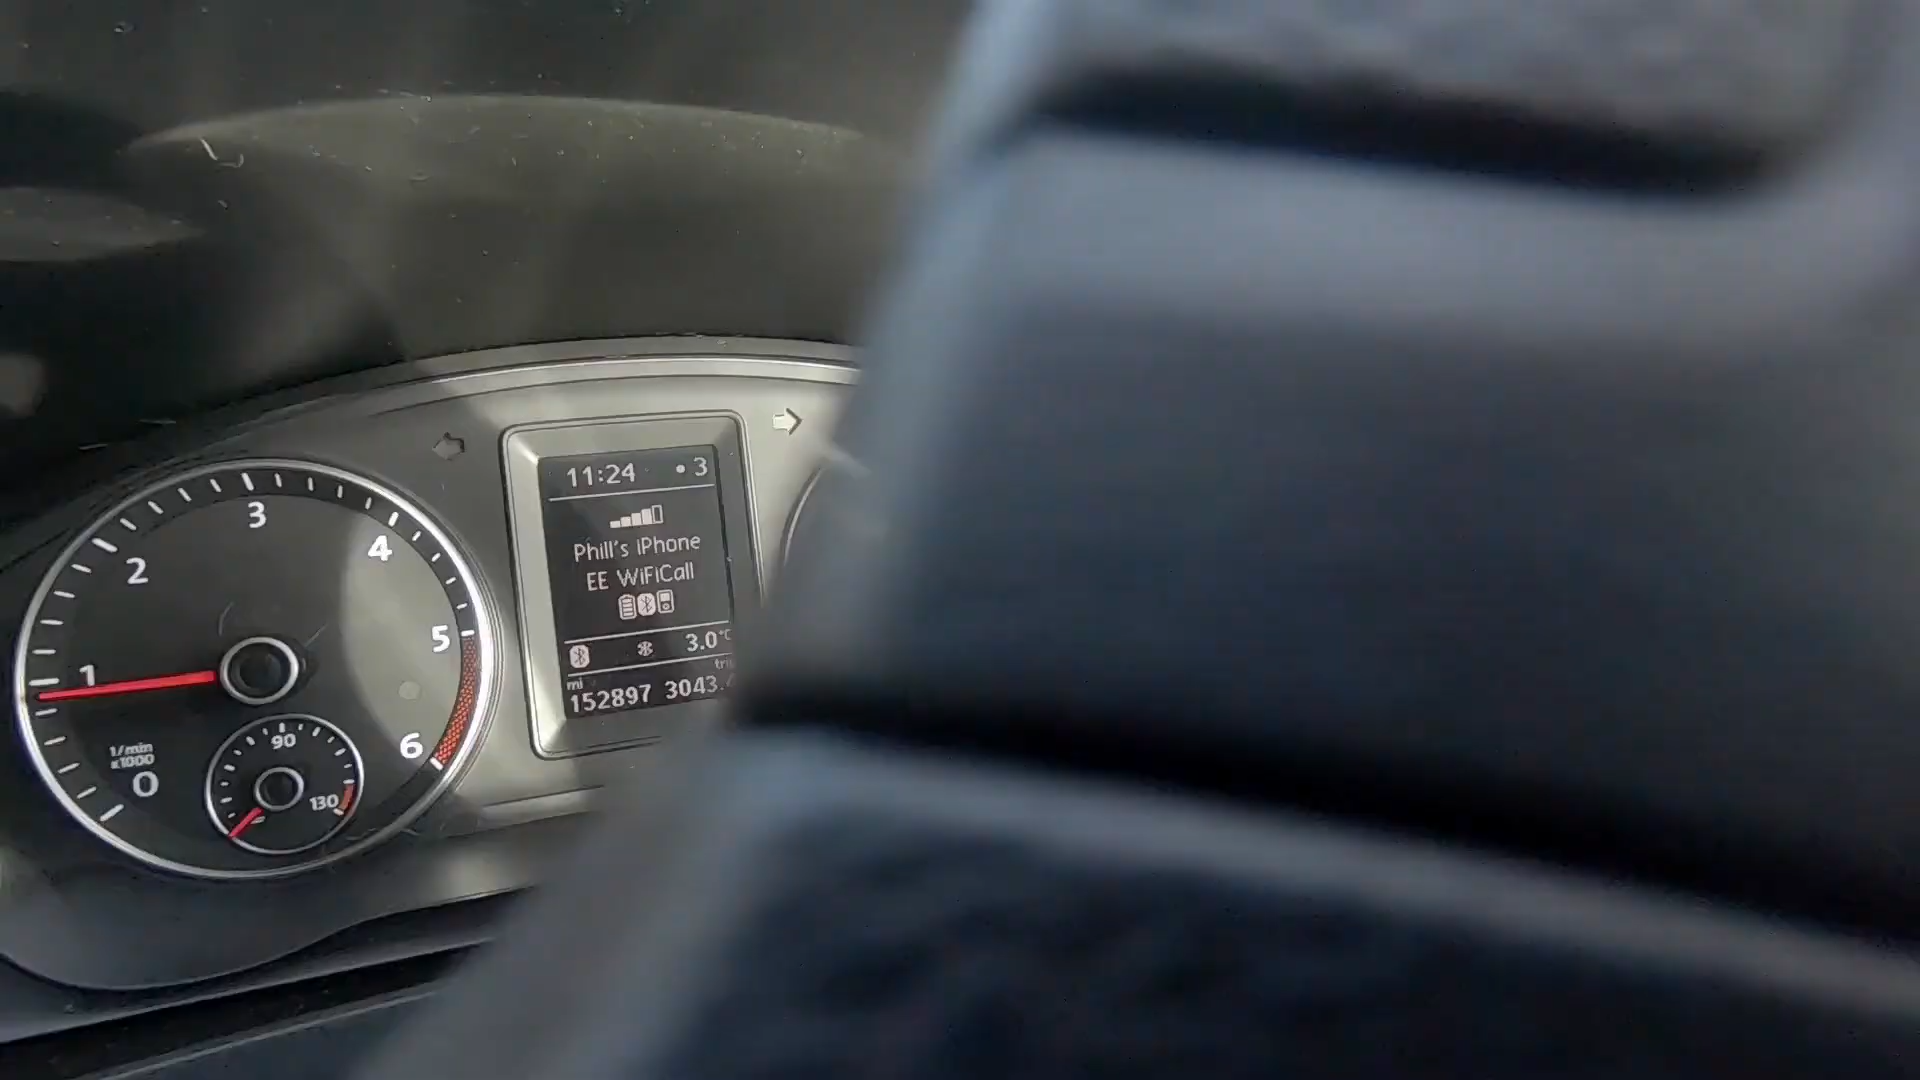 11:24 • 3
Phill's iPhone
EE WiFiCall
3.0°C
mi
152897 3043.
0
1
2
3
4
5
6
1/min
x1000
90
130